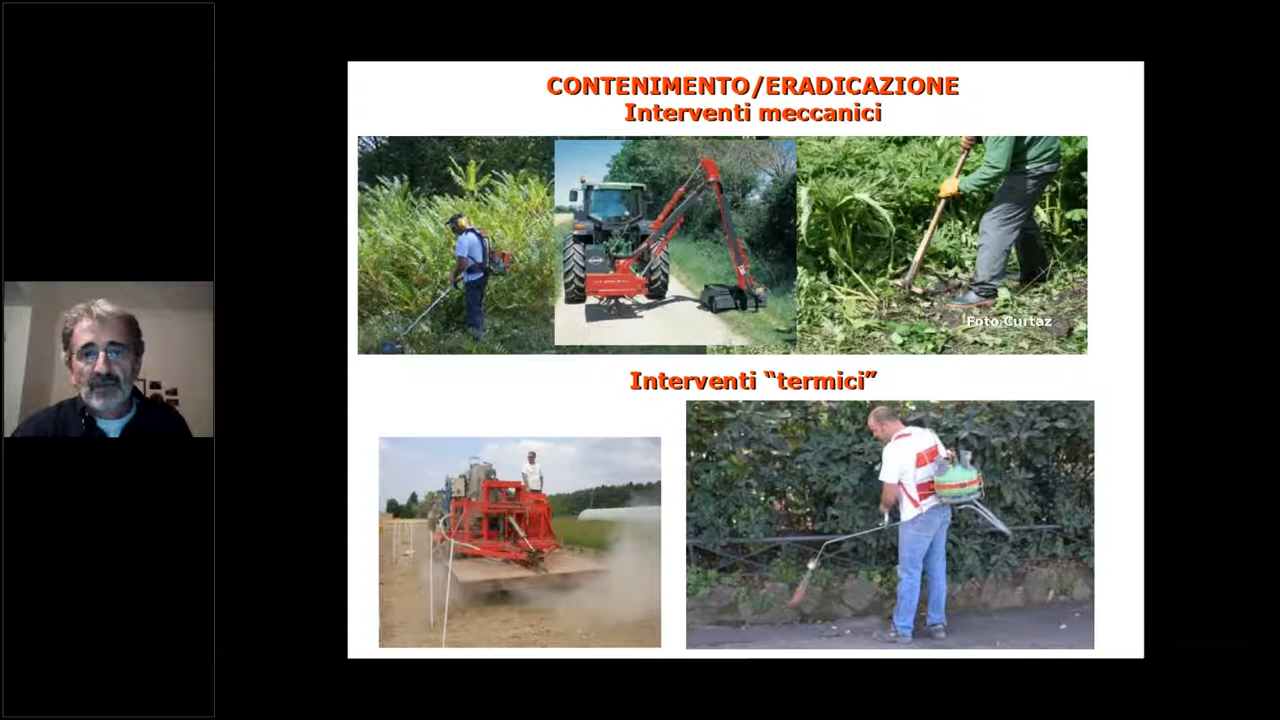 CONTENIMENTO/ERADICAZIONE
Interventi meccanici
Foto Curtaz
Interventi “termici”